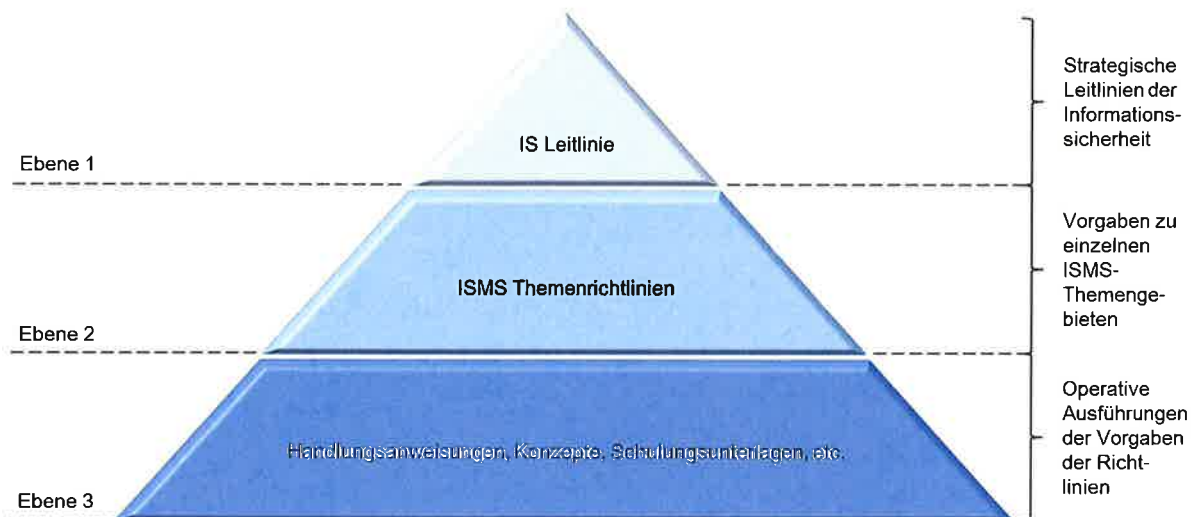 Strategische
Leitlinien der
Informations-
sicherheit
IS Leitlinie
Ebene 1
Vorgaben zu
einzelnen
ISMS-
Themenge-
bieten
ISMS Themenrichtlinien
Ebene 2
Operative
Ausführungen
der Vorgaben
der Richt-
linien
Handlungsanweisungen, Konzepte, Schulungsunterlagen, etc.
Ebene 3